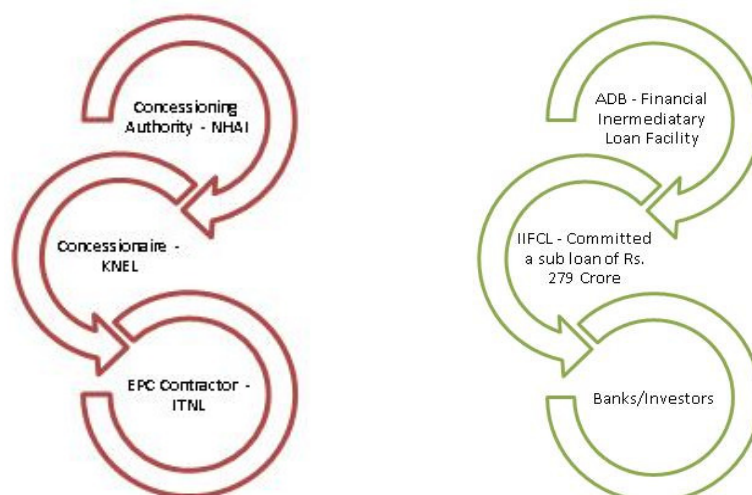 Concessioning
Authority - NHAI
Concessionaire -
KNEL
EPC Contractor -
ITNL
ADB - Financial
Inermediatary
Loan Facility
IIFCL - Committed
a sub loan of Rs.
279 Crore
Banks/Investors